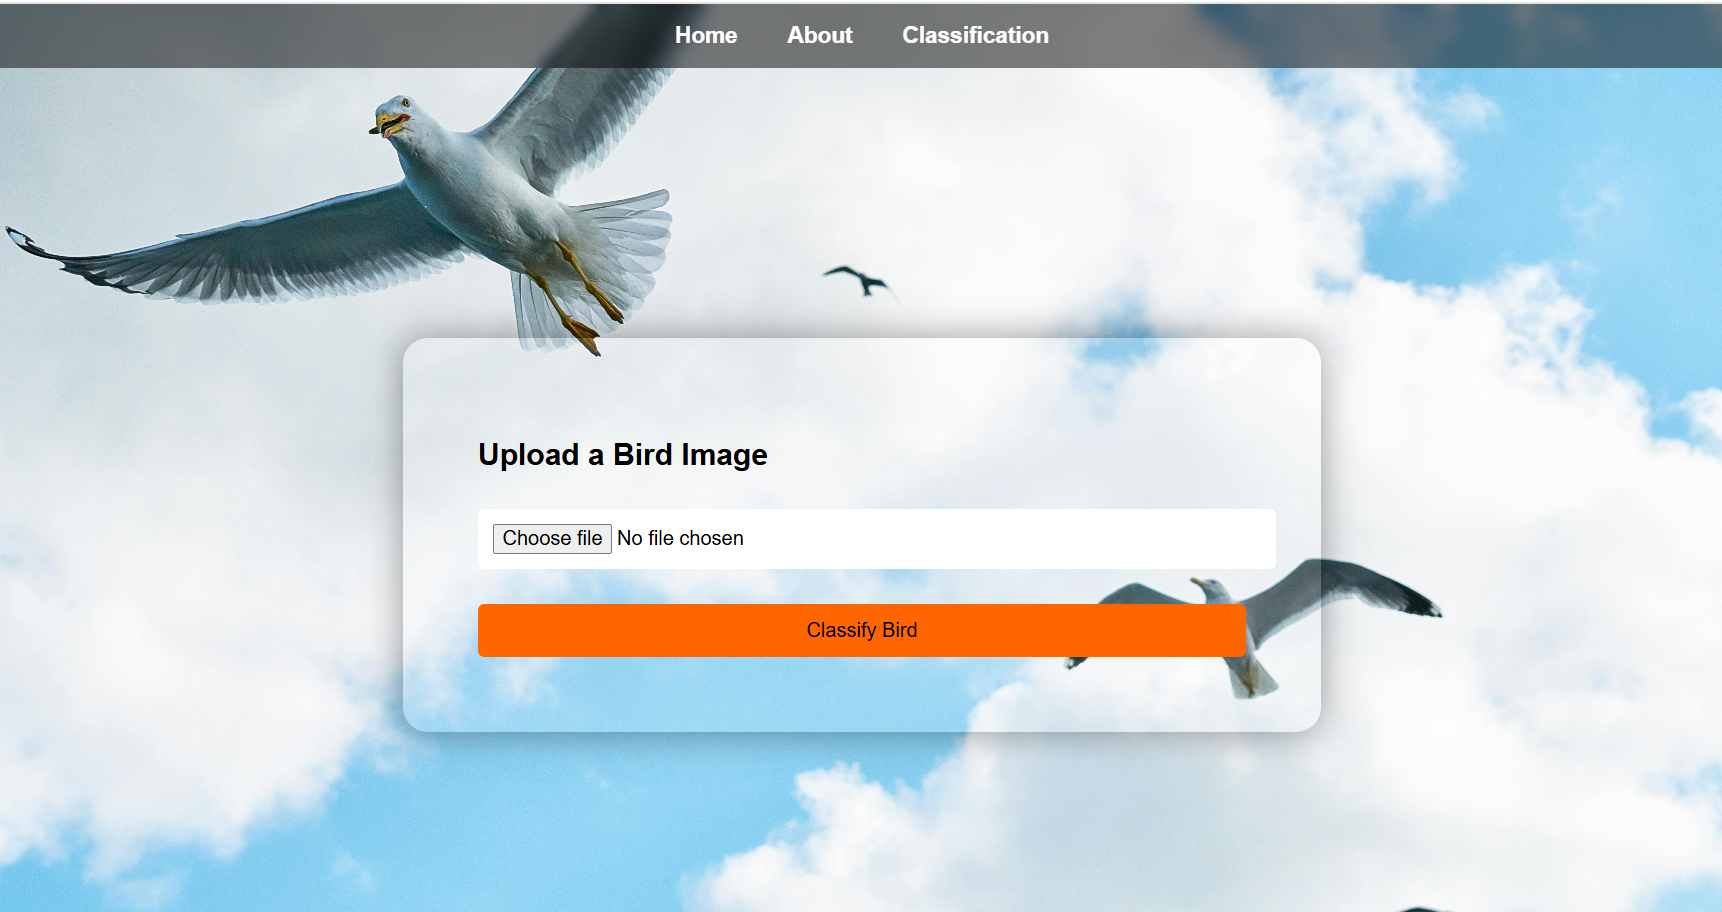 Home About Classification
Upload a Bird Image
Choose file No file chosen
Classify Bird